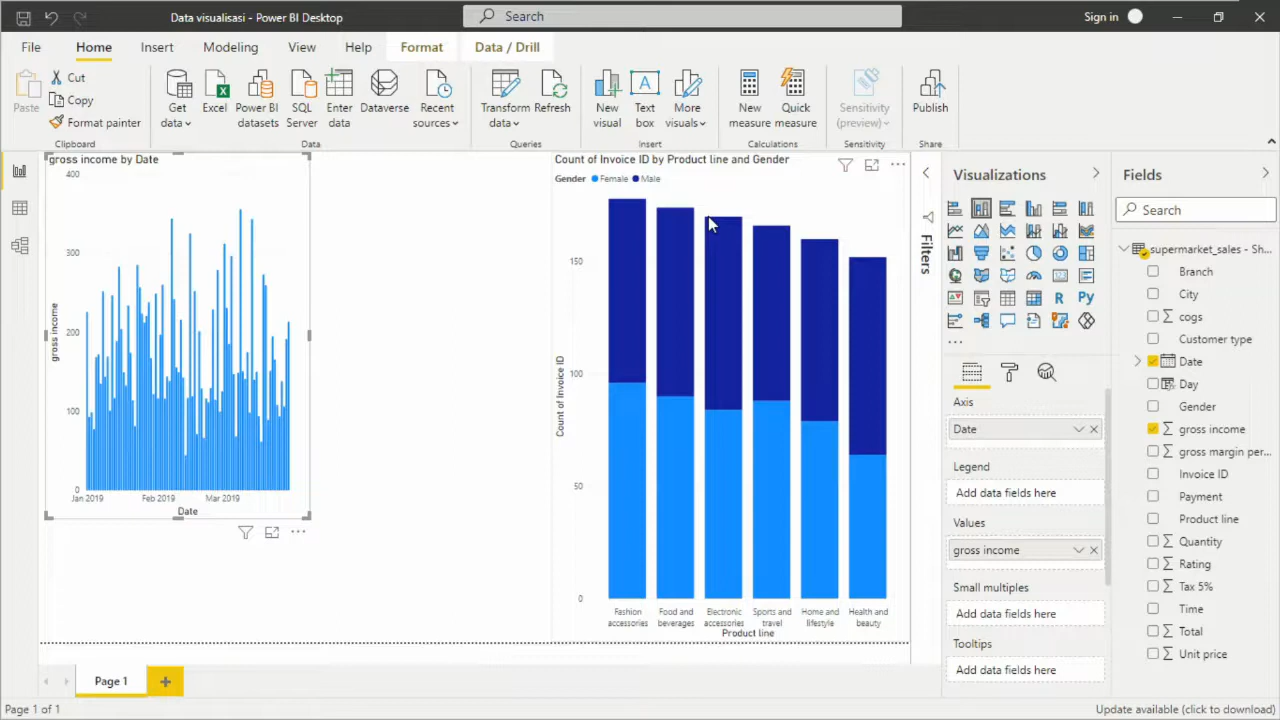 Data visualisasi - Power BI Desktop
Search
Sign in
File
Home
Insert
Modeling
View
Help
Format
Data / Drill
Paste
Cut
Copy
Format painter
Clipboard
Get data
Excel
Power BI datasets
SQL Server
Enter data
Dataverse
Recent sources
Data
Transform data
Refresh
Queries
New visual
Text box
More visuals
Insert
New measure
Quick measure
Calculations
Sensitivity (preview)
Sensitivity
Publish
Share
gross income by Date
400
300
200
100
0
gross income
Jan 2019
Feb 2019
Mar 2019
Date
Count of Invoice ID by Product line and Gender
Gender Female Male
150
100
50
0
Count of Invoice ID
Fashion accessories
Food and beverages
Electronic accessories
Sports and travel
Home and lifestyle
Health and beauty
Product line
Filters
Visualizations
R
Py
Axis
Date
Legend
Add data fields here
Values
gross income
Small multiples
Add data fields here
Tooltips
Add data fields here
Fields
Search
supermarket_sales - Sh...
Branch
City
cogs
Customer type
Date
Day
Gender
gross income
gross margin per...
Invoice ID
Payment
Product line
Quantity
Rating
Tax 5%
Time
Total
Unit price
Page 1
Page 1 of 1
Update available (click to download)